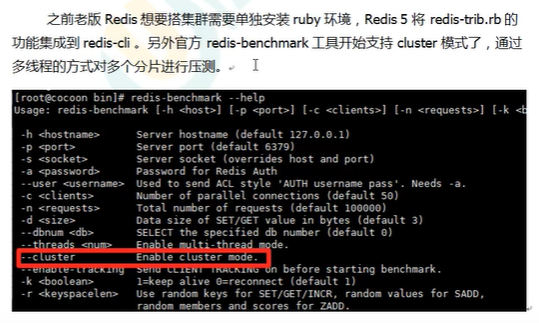 之前老版 Redis 想要搭集群需要单独安装 ruby 环境，Redis 5 将 redis-trib.rb 的
功能集成到 redis-cli 。另外官方 redis-benchmark 工具开始支持 cluster 模式了，通过
多线程的方式对多个分片进行压测。
[root@cocoon bin]# redis-benchmark --help
Usage: redis-benchmark [-h <host>] [-p <port>] [-c <clients>] [-n <requests>] [-k <b
-h <hostname> Server hostname (default 127.0.0.1)
-p <port> Server port (default 6379)
-s <socket> Server socket (overrides host and port)
-a <password> Password for Redis Auth
--user <username> Used to send ACL style 'AUTH username pass'. Needs -a.
-c <clients> Number of parallel connections (default 50)
-n <requests> Total number of requests (default 100000)
-d <size> Data size of SET/GET value in bytes (default 3)
--dbnum <db> SELECT the specified db number (default 0)
--threads <num> Enable multi-thread mode.
--cluster Enable cluster mode.
--enable-tracking Send CLIENT TRACKING on before starting benchmark.
-k <boolean> 1=keep alive 0=reconnect (default 1)
-r <keyspacelen> Use random keys for SET/GET/INCR, random values for SADD,
random members and scores for ZADD.